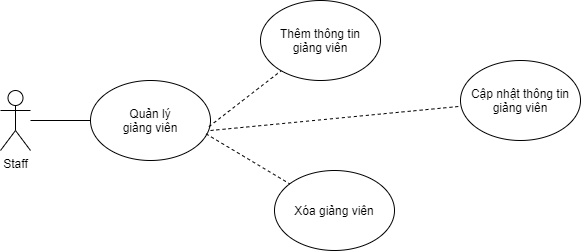 Thêm thông tin
giảng viên
Cập nhật thông tin
giảng viên
Quản lý
giảng viên
Staff
Xóa giảng viên